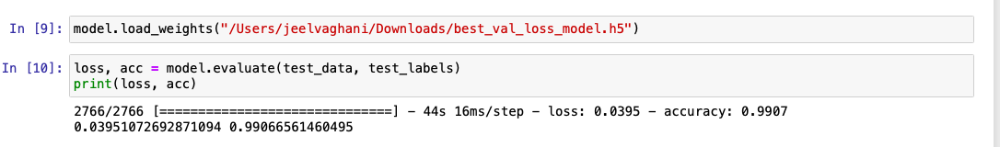 In [9]: model.load_weights("/Users/jeelvaghani/Downloads/best_val_loss_model.h5")
In [10]: loss, acc = model.evaluate(test_data, test_labels)
print(loss, acc)
2766/2766 [==============================] - 44s 16ms/step - loss: 0.0395 - accuracy: 0.9907
0.03951072692871094 0.99066561460495